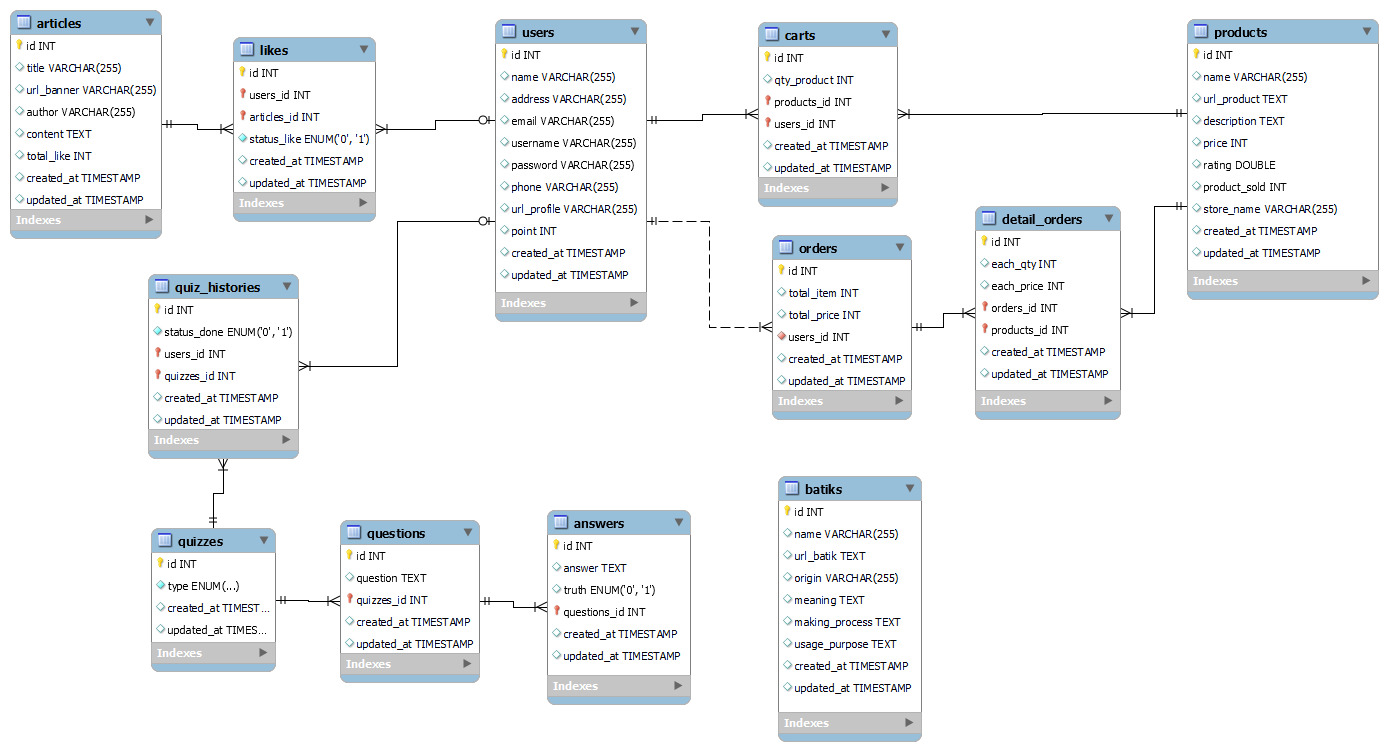 articles
id INT
title VARCHAR(255)
url_banner VARCHAR(255)
author VARCHAR(255)
content TEXT
total_like INT
created_at TIMESTAMP
updated_at TIMESTAMP
Indexes
likes
id INT
users_id INT
articles_id INT
status_like ENUM('0', '1')
created_at TIMESTAMP
updated_at TIMESTAMP
Indexes
users
id INT
name VARCHAR(255)
address VARCHAR(255)
email VARCHAR(255)
username VARCHAR(255)
password VARCHAR(255)
phone VARCHAR(255)
url_profile VARCHAR(255)
point INT
created_at TIMESTAMP
updated_at TIMESTAMP
Indexes
carts
id INT
qty_product INT
products_id INT
users_id INT
created_at TIMESTAMP
updated_at TIMESTAMP
Indexes
products
id INT
name VARCHAR(255)
url_product TEXT
description TEXT
price INT
rating DOUBLE
product_sold INT
store_name VARCHAR(255)
created_at TIMESTAMP
updated_at TIMESTAMP
Indexes
orders
id INT
total_item INT
total_price INT
users_id INT
created_at TIMESTAMP
updated_at TIMESTAMP
Indexes
detail_orders
id INT
each_qty INT
each_price INT
orders_id INT
products_id INT
created_at TIMESTAMP
updated_at TIMESTAMP
Indexes
quiz_histories
id INT
status_done ENUM('0', '1')
users_id INT
quizzes_id INT
created_at TIMESTAMP
updated_at TIMESTAMP
Indexes
quizzes
id INT
type ENUM(...)
created_at TIMEST...
updated_at TIMES...
Indexes
questions
id INT
question TEXT
quizzes_id INT
created_at TIMESTAMP
updated_at TIMESTAMP
Indexes
answers
id INT
answer TEXT
truth ENUM('0', '1')
questions_id INT
created_at TIMESTAMP
updated_at TIMESTAMP
Indexes
batiks
id INT
name VARCHAR(255)
url_batik TEXT
origin VARCHAR(255)
meaning TEXT
making_process TEXT
usage_purpose TEXT
created_at TIMESTAMP
updated_at TIMESTAMP
Indexes